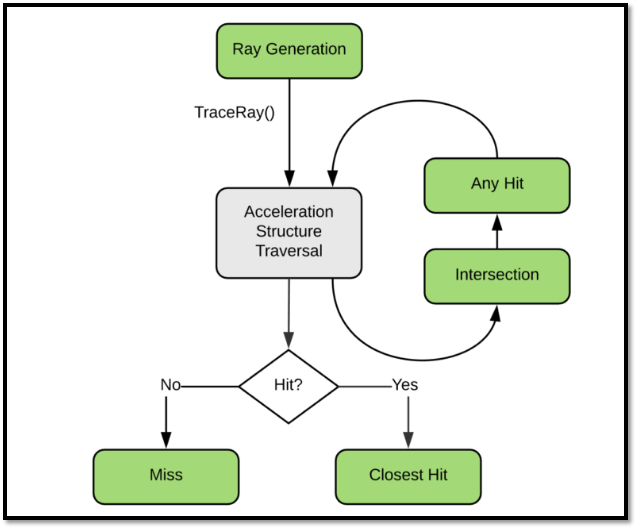 Ray Generation
TraceRay()
Acceleration
Structure
Traversal
Any Hit
Intersection
Hit?
No
Yes
Miss
Closest Hit